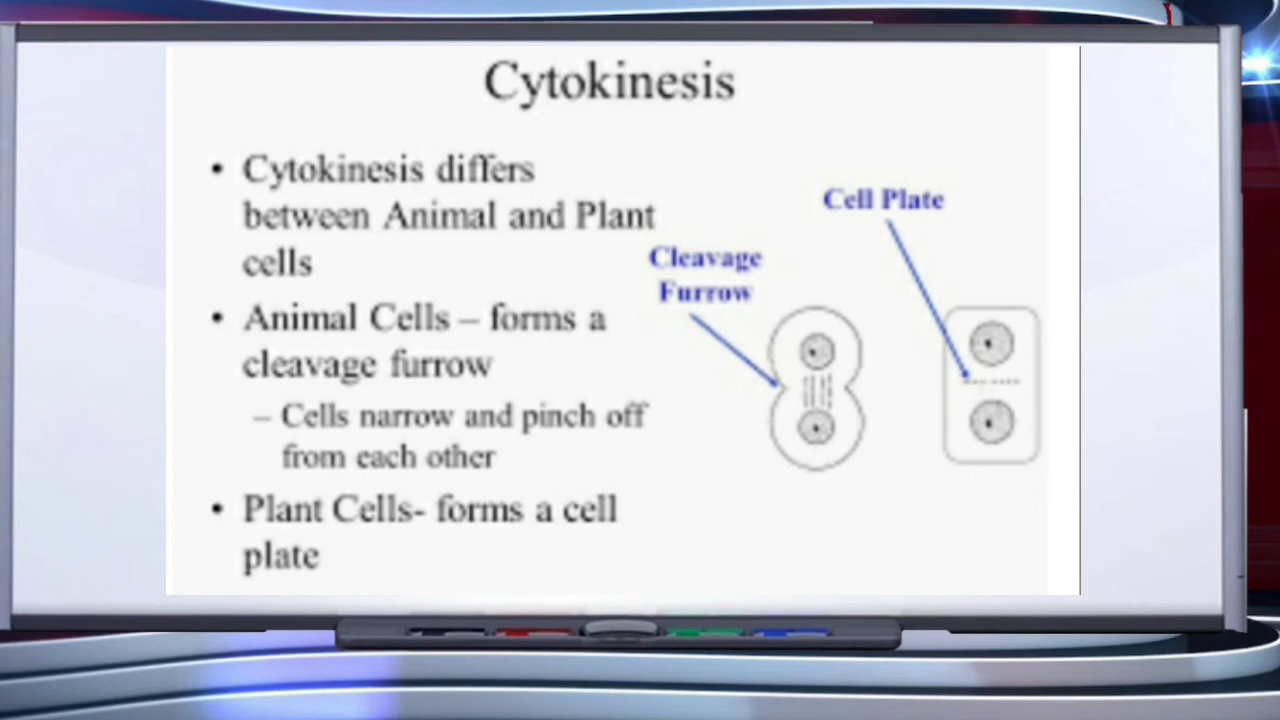 Cytokinesis
• Cytokinesis differs
between Animal and Plant
cells
• Animal Cells – forms a
cleavage furrow
– Cells narrow and pinch off
from each other
• Plant Cells- forms a cell
plate
Cell Plate
Cleavage
Furrow